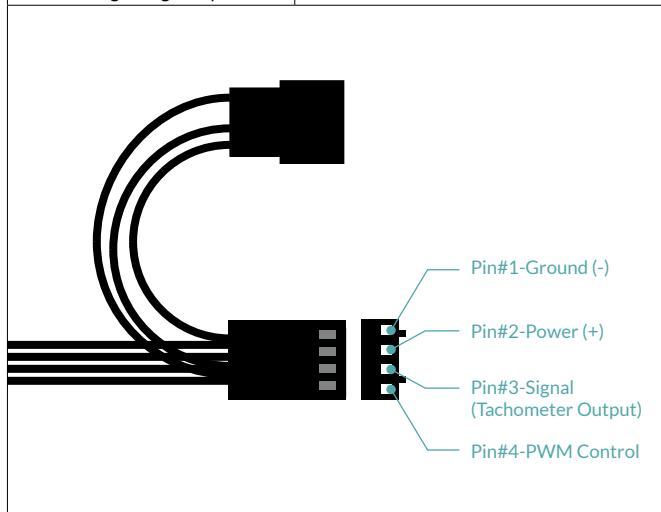 Pin#1-Ground (-)
Pin#2-Power (+)
Pin#3-Signal
(Tachometer Output)
Pin#4-PWM Control